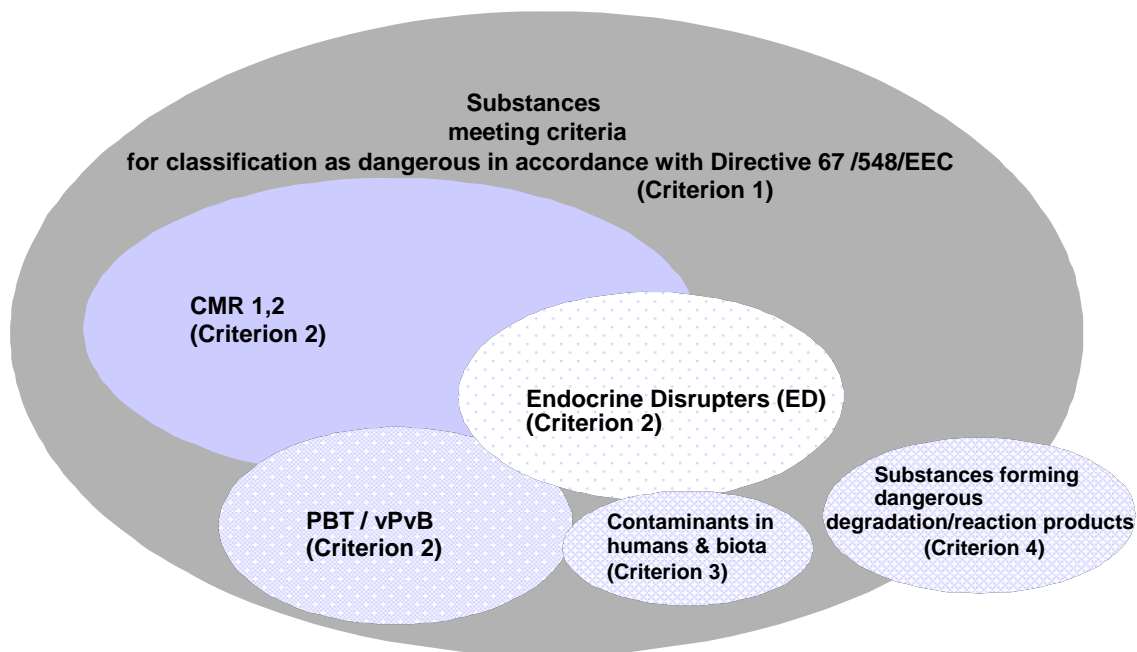 Substances
meeting criteria
for classification as dangerous in accordance with Directive 67 /548/EEC
(Criterion 1)
CMR 1,2
(Criterion 2)
Endocrine Disrupters (ED)
(Criterion 2)
PBT / vPvB
(Criterion 2)
Contaminants in
humans & biota
(Criterion 3)
Substances forming
dangerous
degradation/reaction products
(Criterion 4)